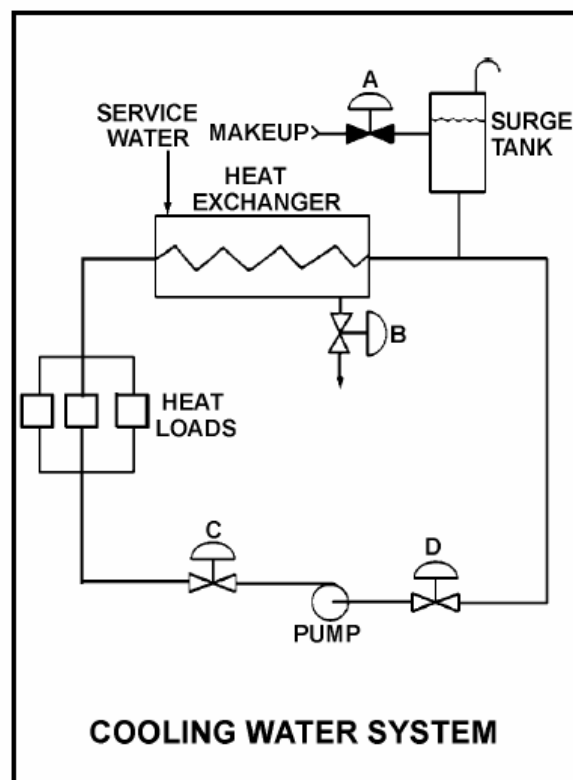 A
SERVICE
WATER
MAKEUP
SURGE
TANK
HEAT
EXCHANGER
B
HEAT
LOADS
C
D
PUMP
COOLING WATER SYSTEM